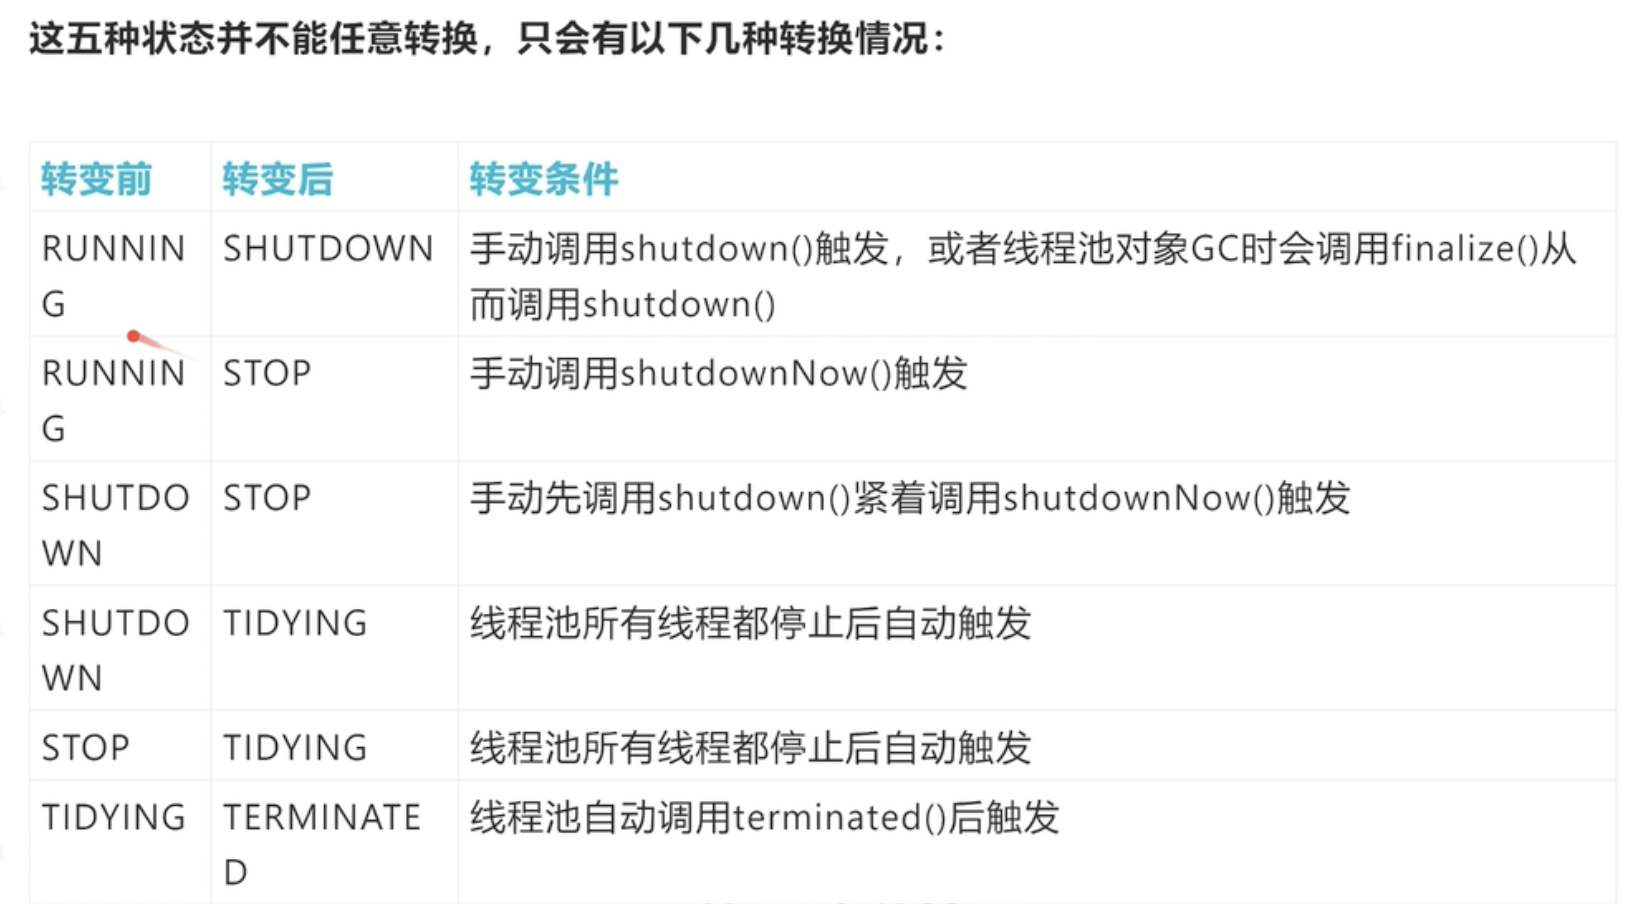 这五种状态并不能任意转换，只会有以下几种转换情况：
转变前 转变后 转变条件
RUNNIN SHUTDOWN 手动调用shutdown()触发，或者线程池对象GC时会调用finalize()从
G 而调用shutdown()
RUNNIN STOP 手动调用shutdownNow()触发
G
SHUTDO STOP 手动先调用shutdown()紧着调用shutdownNow()触发
WN
SHUTDO TIDYING 线程池所有线程都停止后自动触发
WN
STOP TIDYING 线程池所有线程都停止后自动触发
TIDYING TERMINATE 线程池自动调用terminated()后触发
D